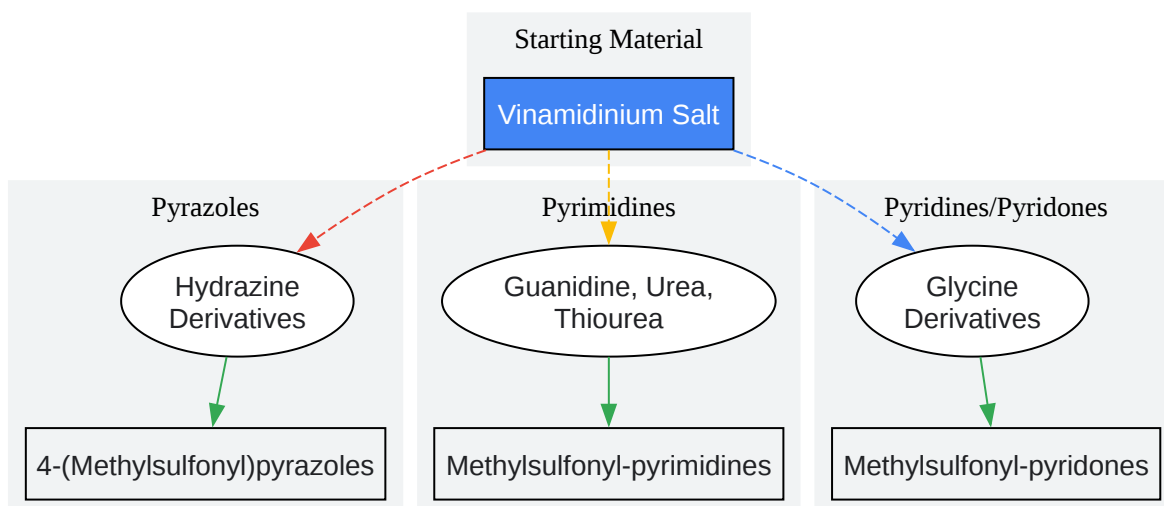 Starting Material
Vinamidinium Salt
Pyrazoles
Pyrimidines
Pyridines/Pyridones
Hydrazine
Derivatives
Guanidine, Urea,
Thiourea
Glycine
Derivatives
4-(Methylsulfonyl)pyrazoles
Methylsulfonyl-pyrimidines
Methylsulfonyl-pyridones